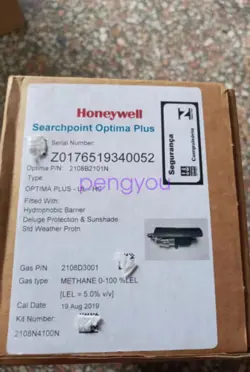 Honeywell
Searchpoint Optima Plus
Serial Number:
Z0176519340052
Optima P/N: 2108B2101N
Type:
pengyou
OPTIMA PLUS - UL - HO
Fitted With:
Hydrophobic Barrier
Deluge Protection & Sunshade
Std Weather Protn
Gas P/N 2108D3001
Gas type METHANE 0-100 %LEL
[LEL = 5.0% v/v]
Cal Date 19 Aug 2019
Kit Number:
2108N4100N
Segurança
Compulsório